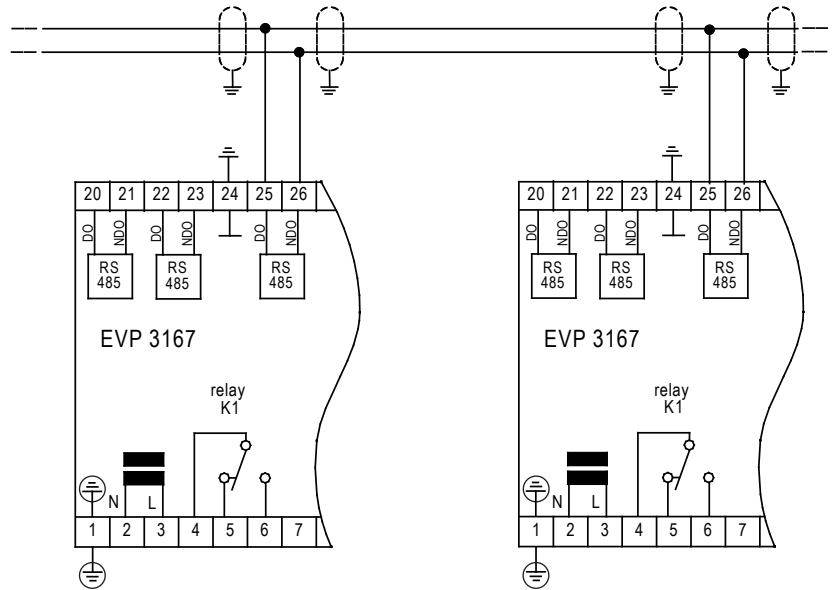 20 21 22 23 24 25 26
DO NDO DO NDO DO NDO
RS
485
RS
485
RS
485
EVP 3167
relay
K1
N L
1 2 3 4 5 6 7
20 21 22 23 24 25 26
DO NDO DO NDO DO NDO
RS
485
RS
485
RS
485
EVP 3167
relay
K1
N L
1 2 3 4 5 6 7